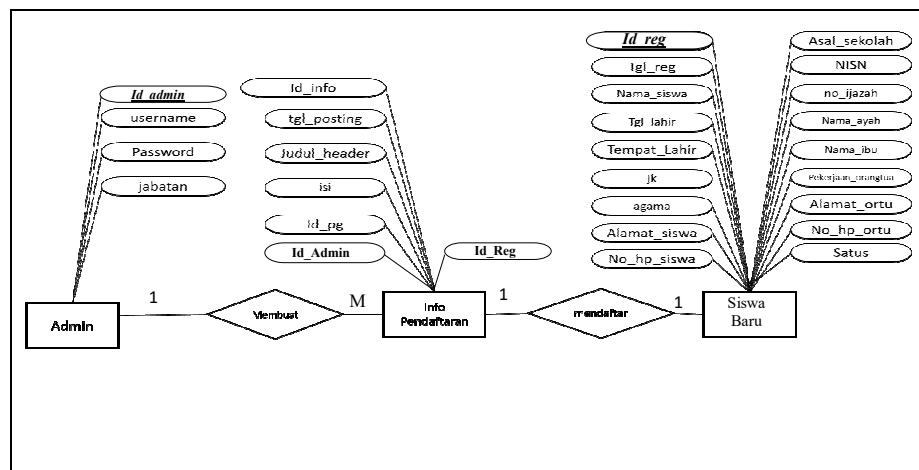 Id_admin
username
Password
jabatan
Id_info
tgl_posting
Judul_header
isi
Id_pg
Id_Admin
Id_Reg
Id_reg
Tgl_reg
Nama_siswa
Tgl_lahir
Tempat_Lahir
jk
agama
Alamat_siswa
No_hp_siswa
Asal_sekolah
NISN
no_ijazah
Nama_ayah
Nama_ibu
Pekerjaan_orangtua
Alamat_ortu
No_hp_ortu
Satus
Admin
1
Membuat
M
Info
Pendaftaran
1
mendaftar
1
Siswa
Baru